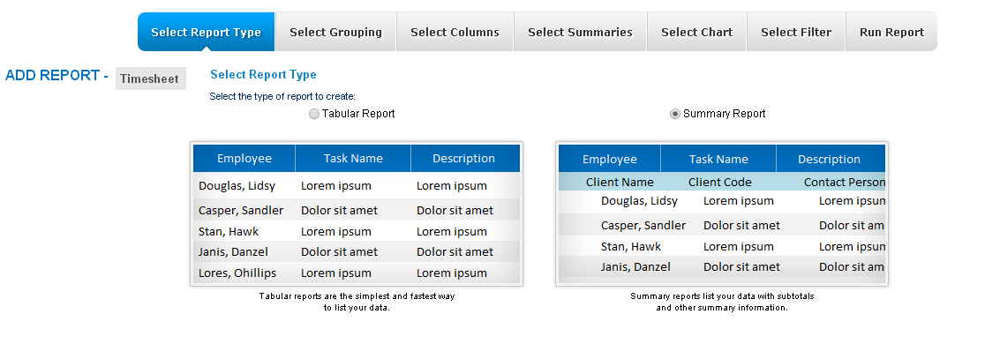 Select Report Type Select Grouping Select Columns Select Summaries Select Chart Select Filter Run Report
ADD REPORT - Timesheet
Select Report Type
Select the type of report to create:
Tabular Report
Employee Task Name Description
Douglas, Lidsy Lorem ipsum Lorem ipsum
Casper, Sandler Dolor sit amet Dolor sit amet
Stan, Hawk Lorem ipsum Lorem ipsum
Janis, Danzel Dolor sit amet Dolor sit amet
Lores, Ohillips Lorem ipsum Lorem ipsum
Tabular reports are the simplest and fastest way
to list your data.
Summary Report
Employee Task Name Description
Client Name Client Code Contact Person
Douglas, Lidsy Lorem ipsum Lorem ipsum
Casper, Sandler Dolor sit amet Dolor sit am
Stan, Hawk Lorem ipsum Lorem ipsum
Janis, Danzel Dolor sit amet Dolor sit am
Summary reports list your data with subtotals
and other summary information.